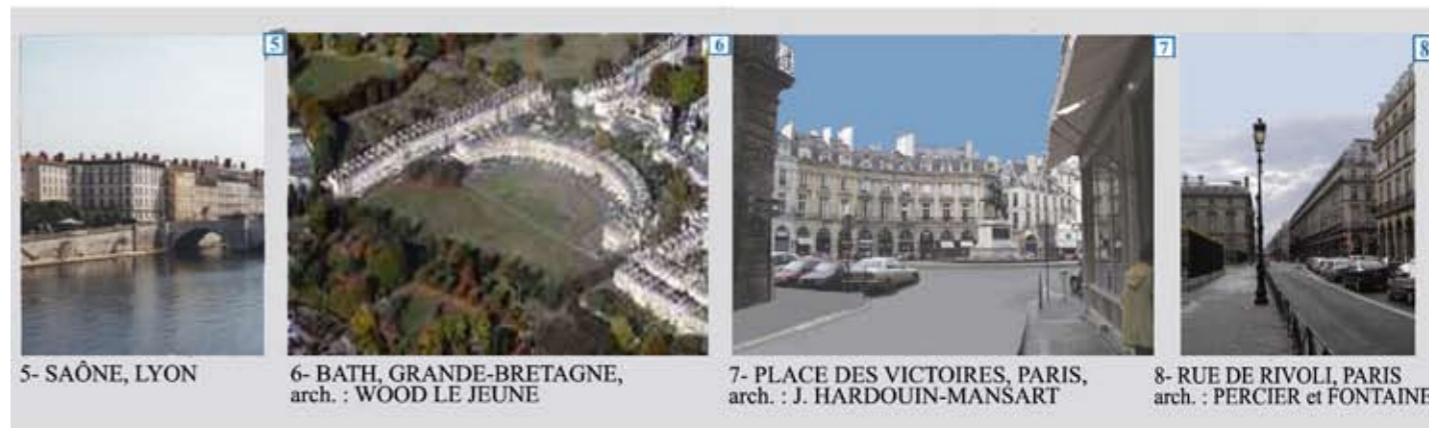 5
6
7
8
5- SAÔNE, LYON
6- BATH, GRANDE-BRETAGNE,
arch. : WOOD LE JEUNE
7- PLACE DES VICTOIRES, PARIS,
arch. : J. HARDOUIN-MANSART
8- RUE DE RIVOLI, PARIS
arch. : PERCIER et FONTAINE